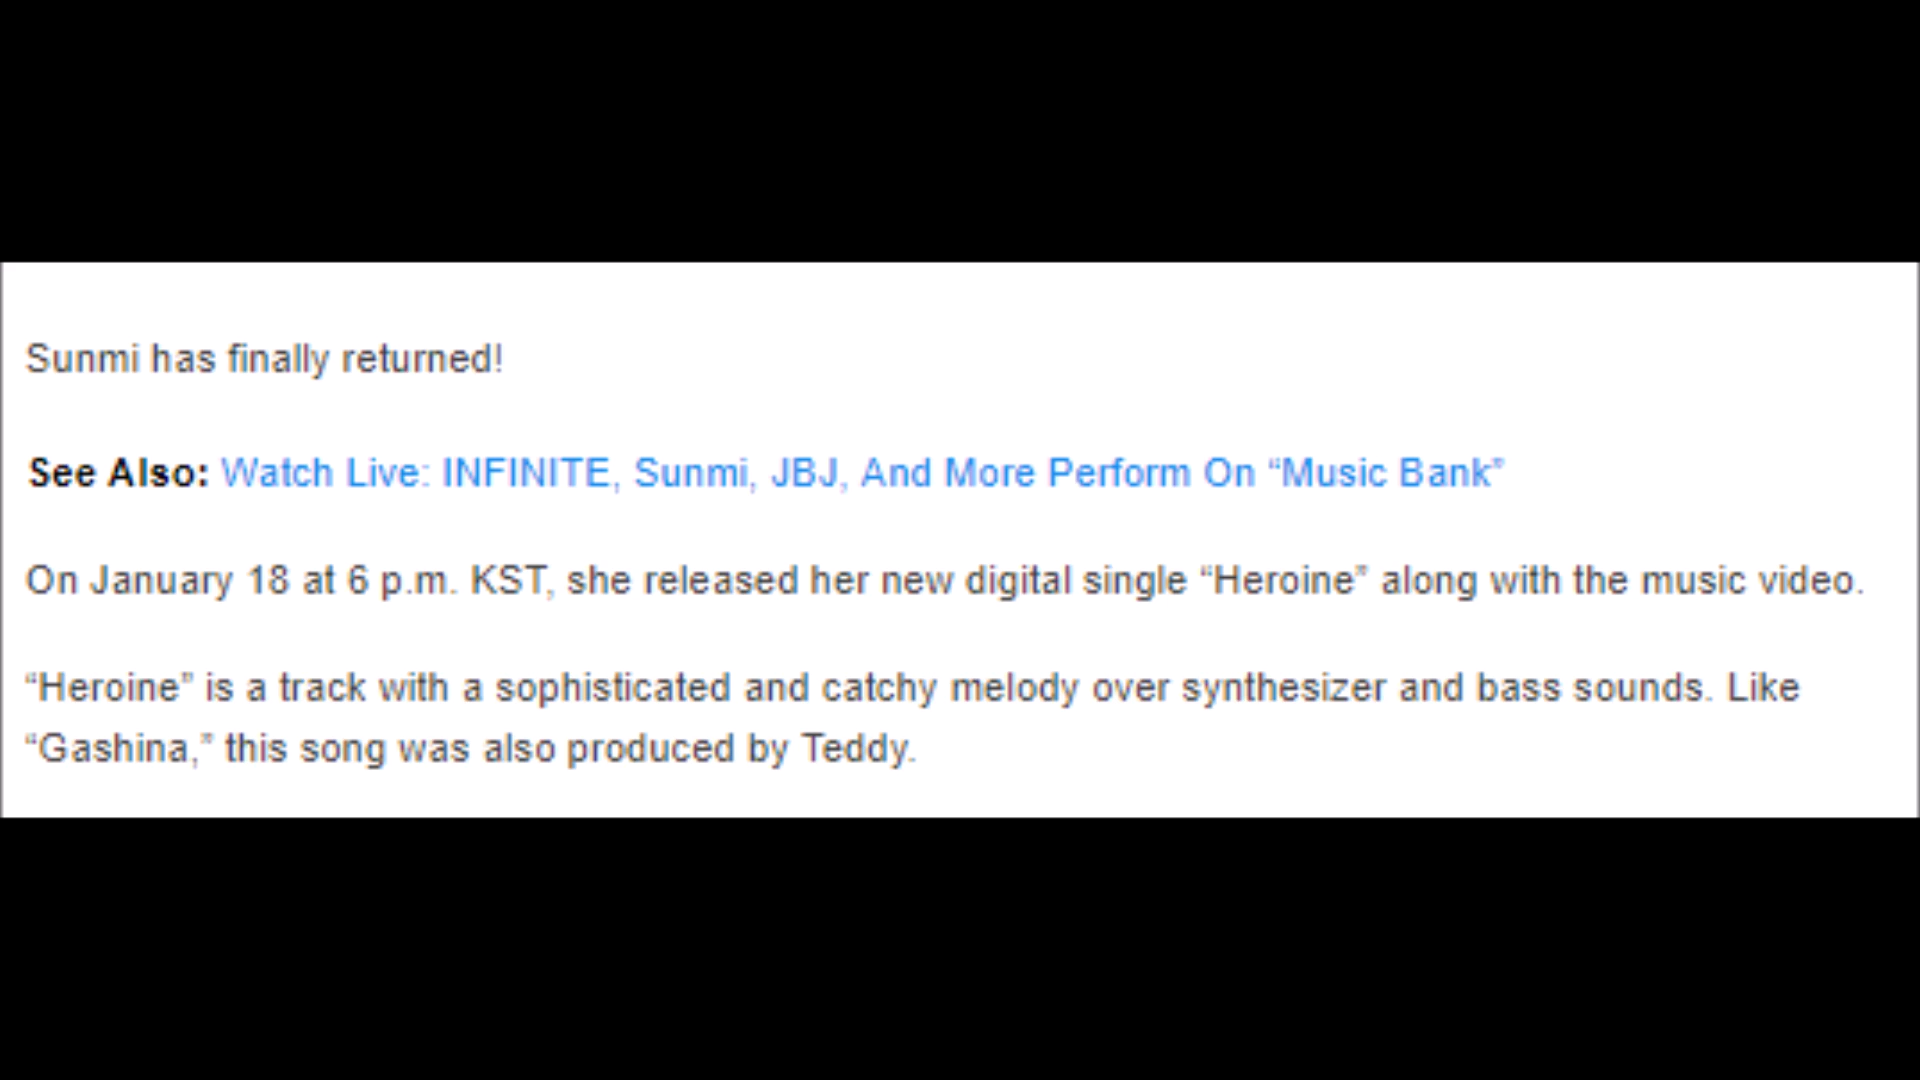 Sunmi has finally returned!
See Also: Watch Live: INFINITE, Sunmi, JBJ, And More Perform On “Music Bank”
On January 18 at 6 p.m. KST, she released her new digital single “Heroine” along with the music video.
“Heroine” is a track with a sophisticated and catchy melody over synthesizer and bass sounds. Like
“Gashina,” this song was also produced by Teddy.